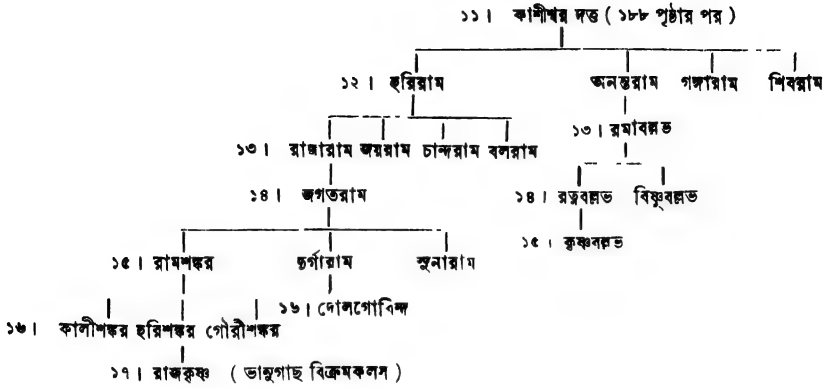 ১১। কাশীশ্বর দত্ত ( ১৮৮ পৃষ্ঠার পর )
১২। হরিরাম অনন্তরাম গঙ্গারাম শিবরাম
১৩। রমাবল্লভ
১৩। রাজারাম জয়রাম চান্দরাম বলরাম
১৪। জগতরাম ১৪। রত্নবল্লভ বিষ্ণুবল্লভ
১৫। কৃষ্ণবল্লভ
১৫। রামশঙ্কর দুর্গারাম সুনারাম
১৬। দোলগোবিন্দ
১৬। কালীশঙ্কর হরিশঙ্কর গৌরীশঙ্কর
১৭। রাজকৃষ্ণ ( ভানুগাছ বিক্রমকলস )